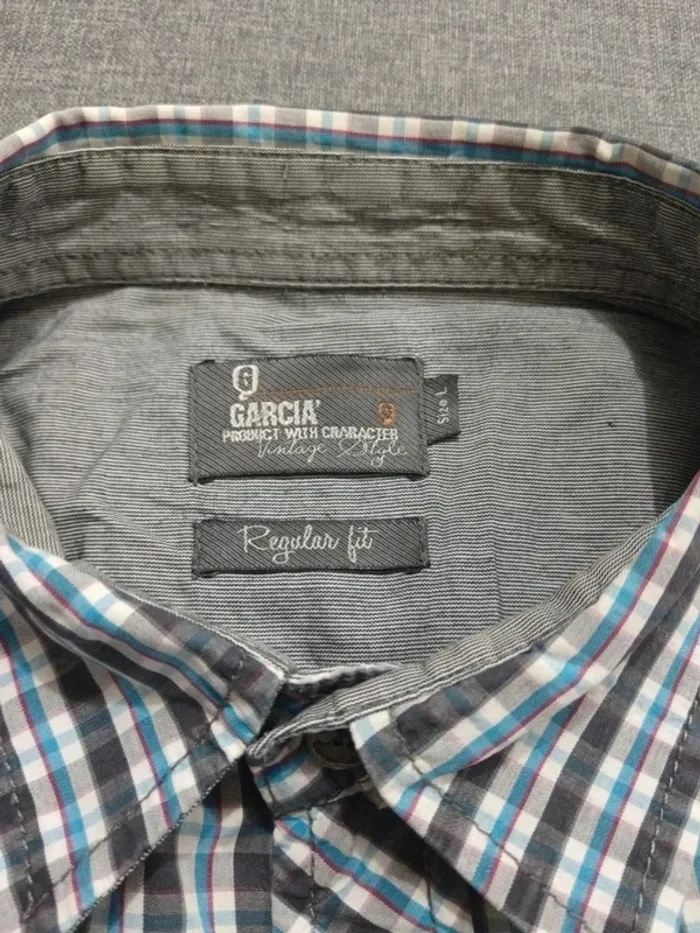 G
GARCIA'
PRODUCT WITH CHARACTER
Vintage Style
Size L
Regular fit